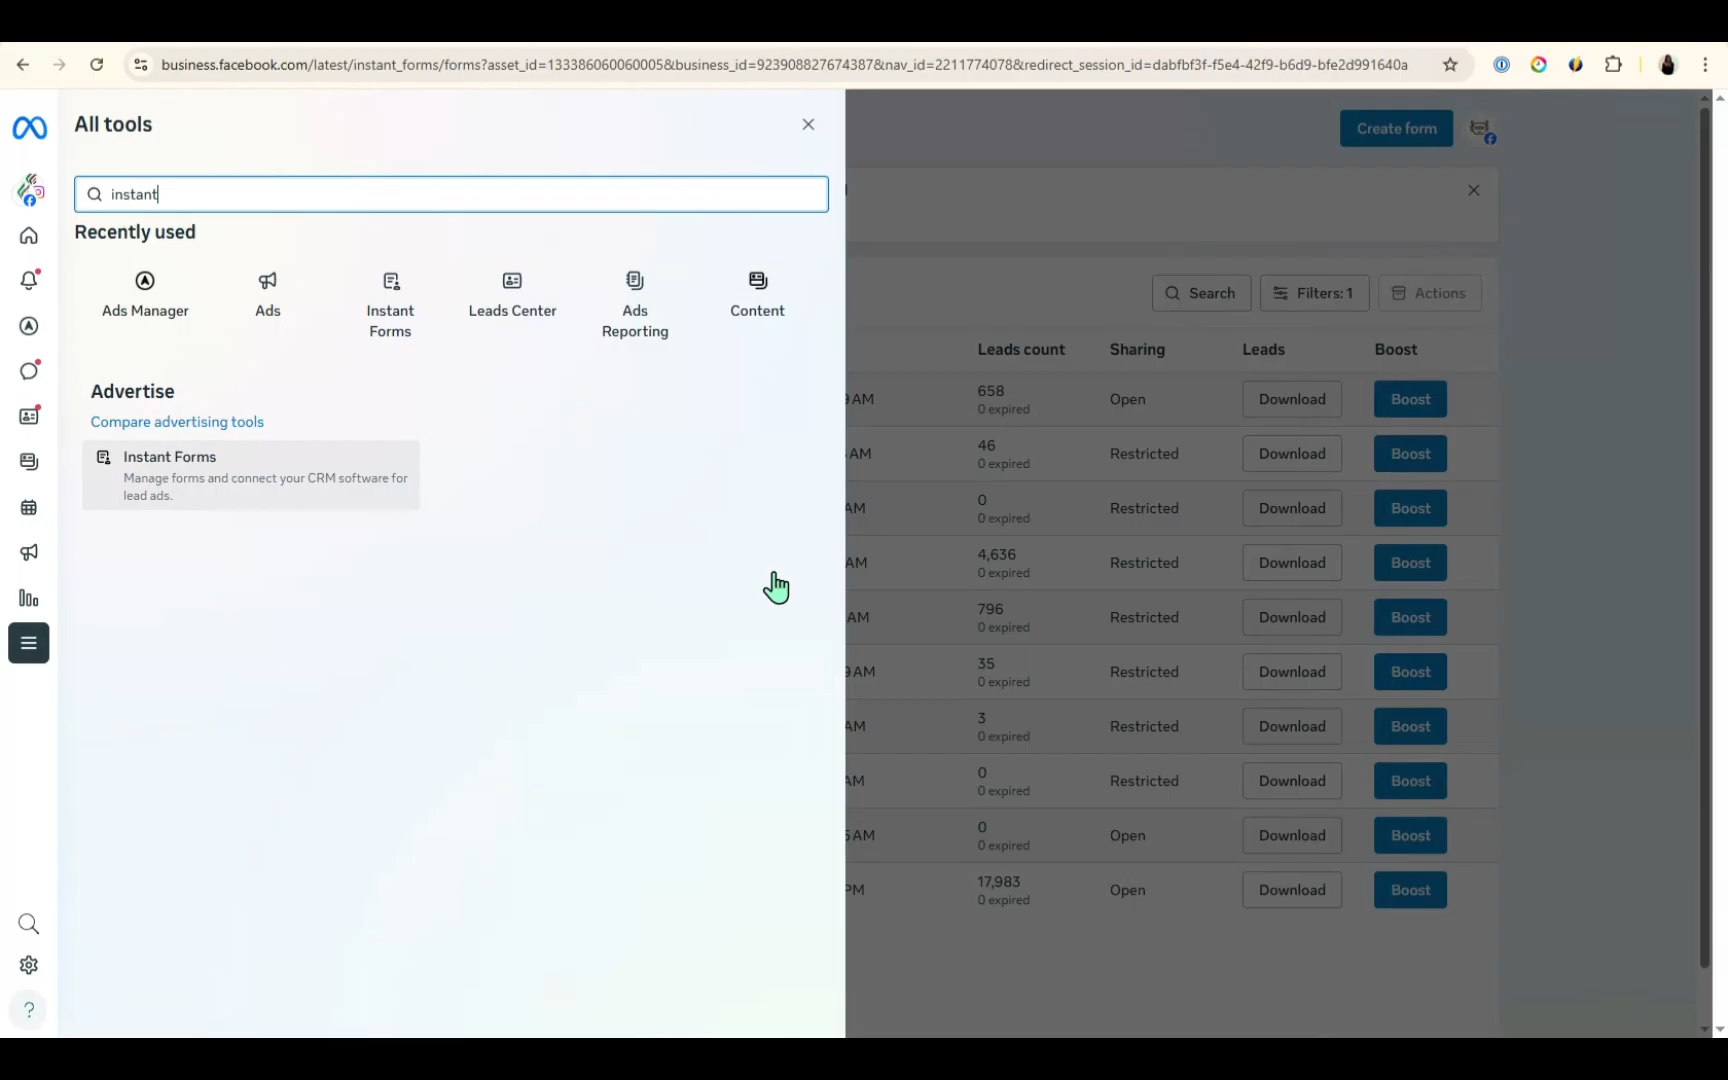 business.facebook.com/latest/instant_forms/forms?asset_id=133386060060005&business_id=923908827674387&nav_id=2211774078&redirect_session_id=dabfbf3f-f5e4-42f9-b6d9-bfe2d991640a
All tools
Create form
instant
Recently used
Ads Manager
Ads
Instant
Forms
Leads Center
Ads
Reporting
Content
Advertise
Compare advertising tools
Instant Forms
Manage forms and connect your CRM software for
lead ads.
Search
Filters: 1
Actions
Leads count Sharing Leads Boost
9 AM 658 Open Download Boost
0 expired
AM 46 Restricted Download Boost
0 expired
AM 0 Restricted Download Boost
0 expired
AM 4,636 Restricted Download Boost
0 expired
AM 796 Restricted Download Boost
0 expired
9 AM 35 Restricted Download Boost
0 expired
AM 3 Restricted Download Boost
0 expired
AM 0 Restricted Download Boost
0 expired
5 AM 0 Open Download Boost
0 expired
PM 17,983 Open Download Boost
0 expired
?